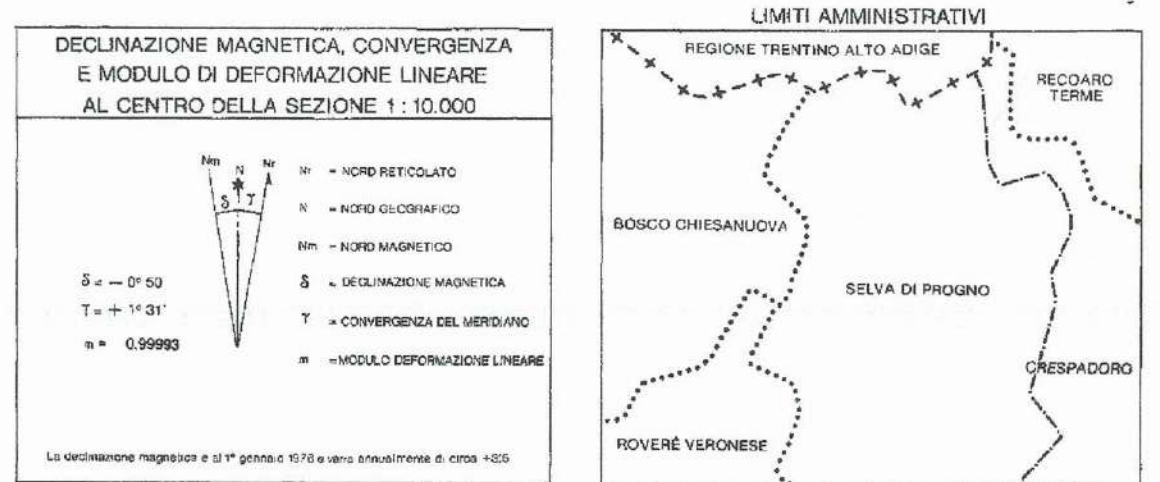 DECLINAZIONE MAGNETICA, CONVERGENZA
E MODULO DI DEFORMAZIONE LINEARE
AL CENTRO DELLA SEZIONE 1 : 10.000
Nm N Nr
δ γ
Nr = NORD RETICOLATO
N = NORD GEOGRAFICO
Nm = NORD MAGNETICO
δ = DECLINAZIONE MAGNETICA
γ = CONVERGENZA DEL MERIDIANO
m = MODULO DEFORMAZIONE LINEARE
δ = - 0° 50
γ = + 1° 31'
m = 0.99993
La declinazione magnetica è al 1° gennaio e varia annualmente di circa
LIMITI AMMINISTRATIVI
REGIONE TRENTINO ALTO ADIGE
RECOARO
TERME
BOSCO CHIESANUOVA
SELVA DI PROGNO
CRESPADORO
ROVERÉ VERONESE